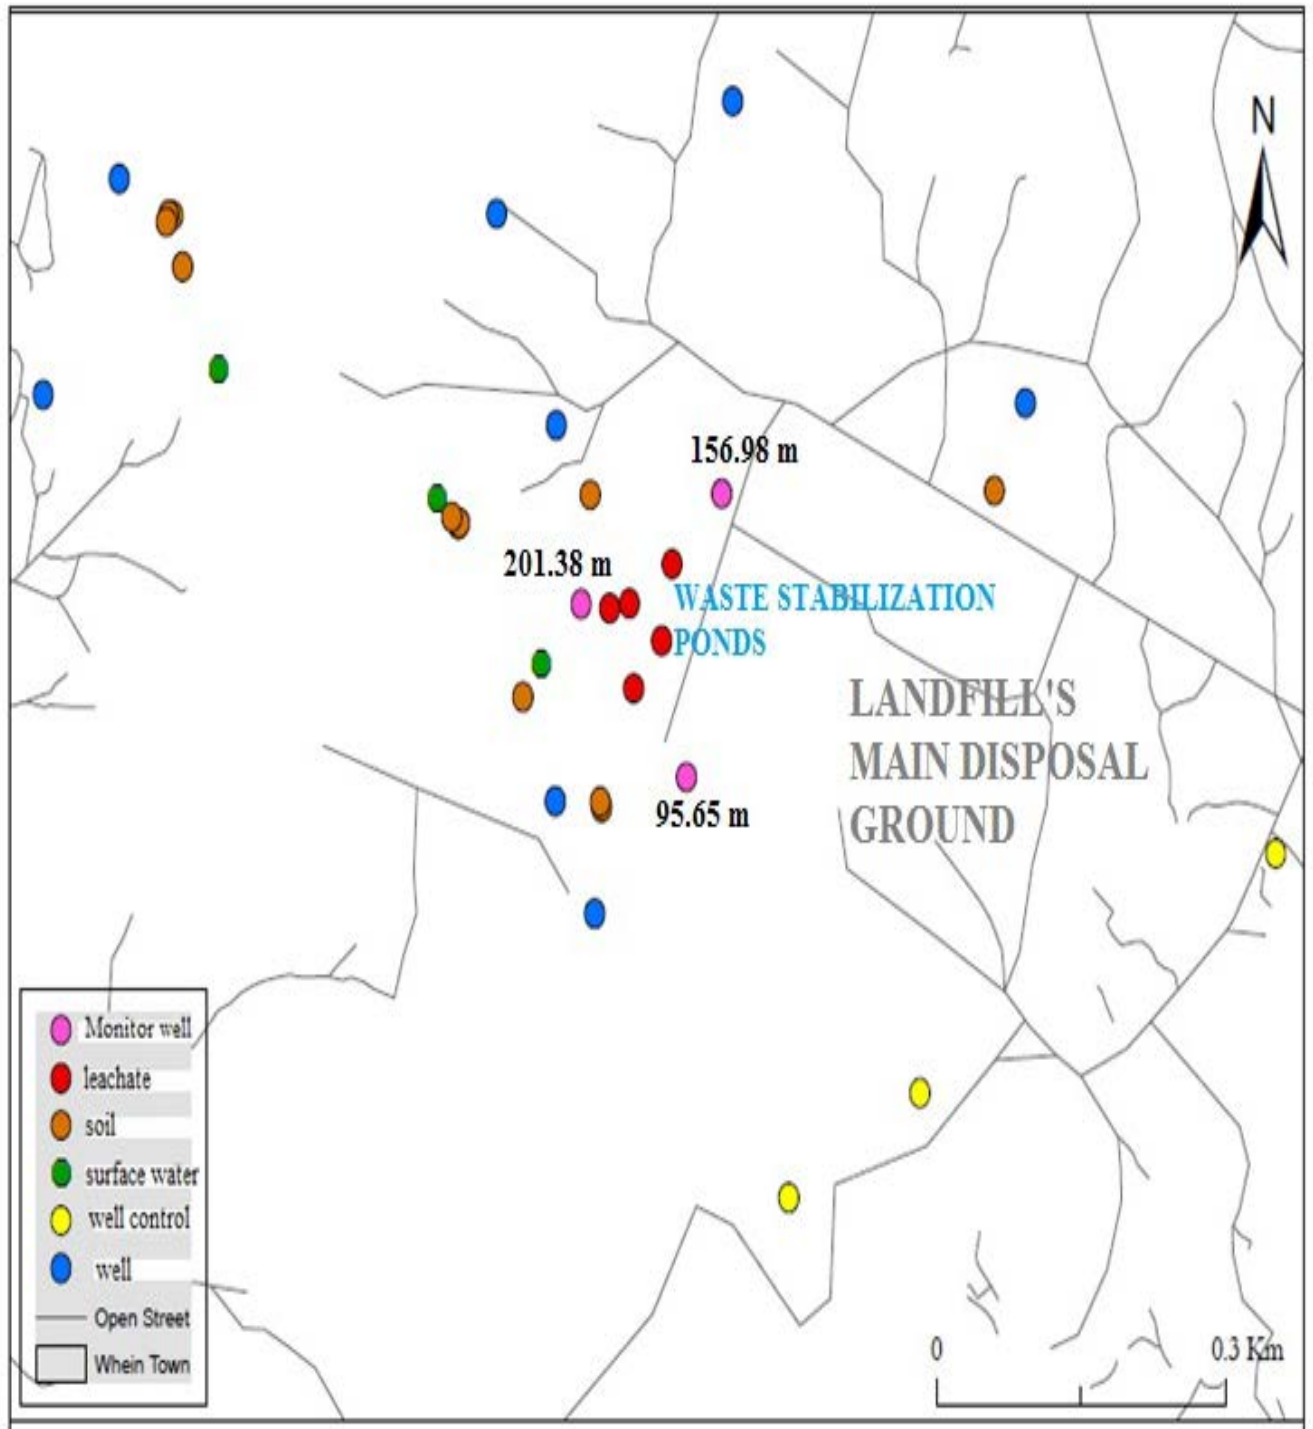 N
156.98 m
201.38 m
WASTE STABILIZATION
PONDS
LANDFILL'S
MAIN DISPOSAL
GROUND
95.65 m
Monitor well
leachate
soil
surface water
well control
well
Open Street
Whein Town
0 0.3 Km